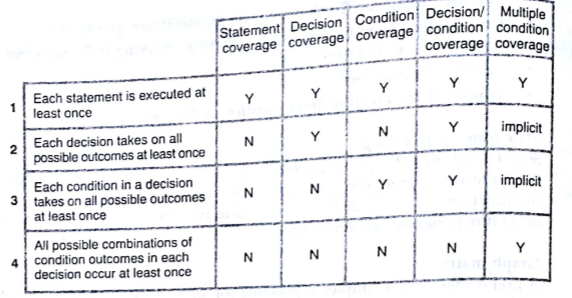 Statement coverage Decision coverage Condition coverage Decision/ condition coverage Multiple condition coverage
1 Each statement is executed at least once Y Y Y Y Y
2 Each decision takes on all possible outcomes at least once N Y N Y implicit
3 Each condition in a decision takes on all possible outcomes at least once N N Y Y implicit
4 All possible combinations of condition outcomes in each decision occur at least once N N N N Y